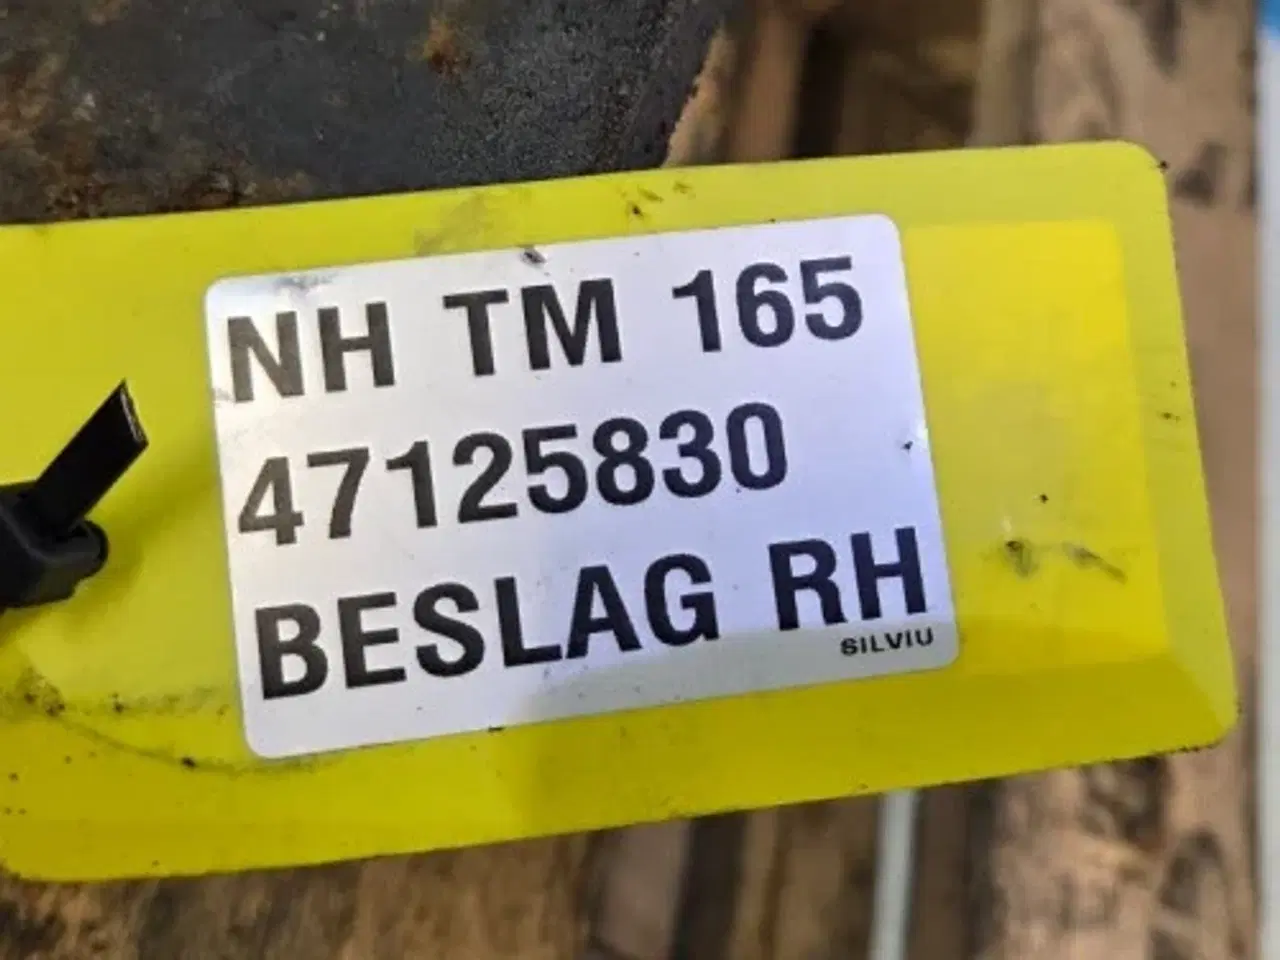 NH TM 165
47125830
BESLAG RH
SILVIU